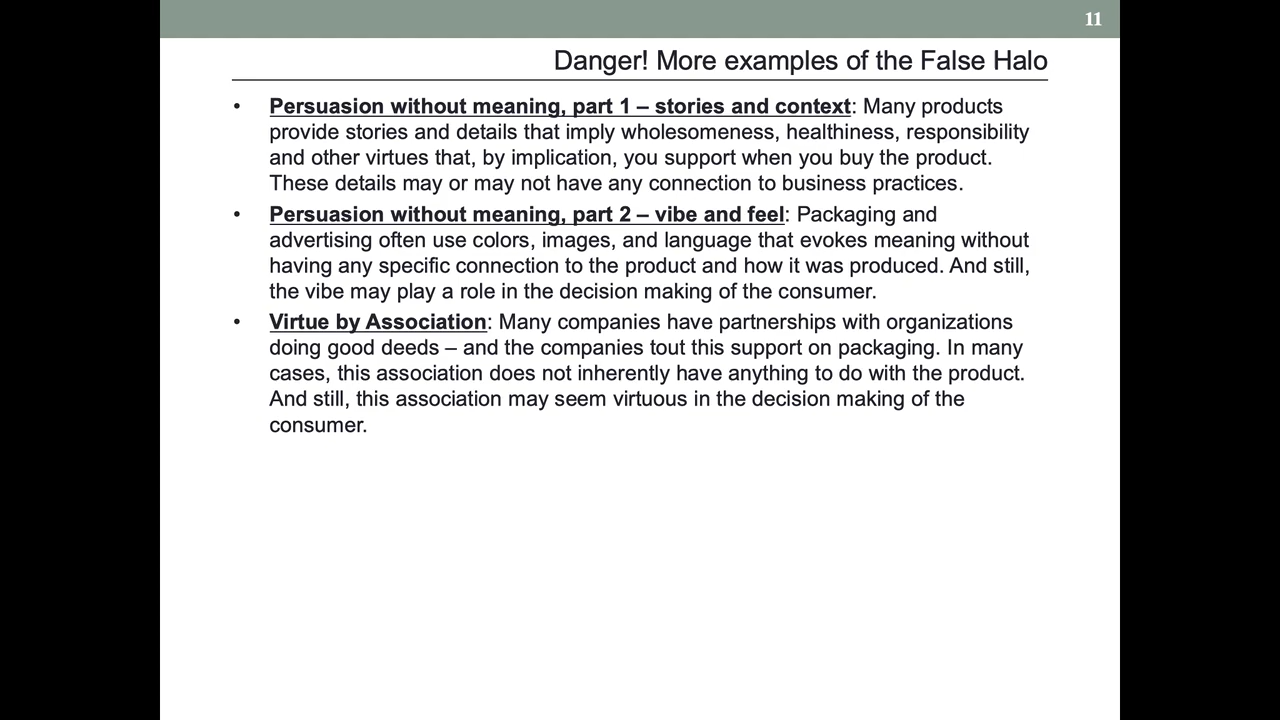 11
Danger! More examples of the False Halo
• Persuasion without meaning, part 1 – stories and context: Many products
provide stories and details that imply wholesomeness, healthiness, responsibility
and other virtues that, by implication, you support when you buy the product.
These details may or may not have any connection to business practices.
• Persuasion without meaning, part 2 – vibe and feel: Packaging and
advertising often use colors, images, and language that evokes meaning without
having any specific connection to the product and how it was produced. And still,
the vibe may play a role in the decision making of the consumer.
• Virtue by Association: Many companies have partnerships with organizations
doing good deeds – and the companies tout this support on packaging. In many
cases, this association does not inherently have anything to do with the product.
And still, this association may seem virtuous in the decision making of the
consumer.